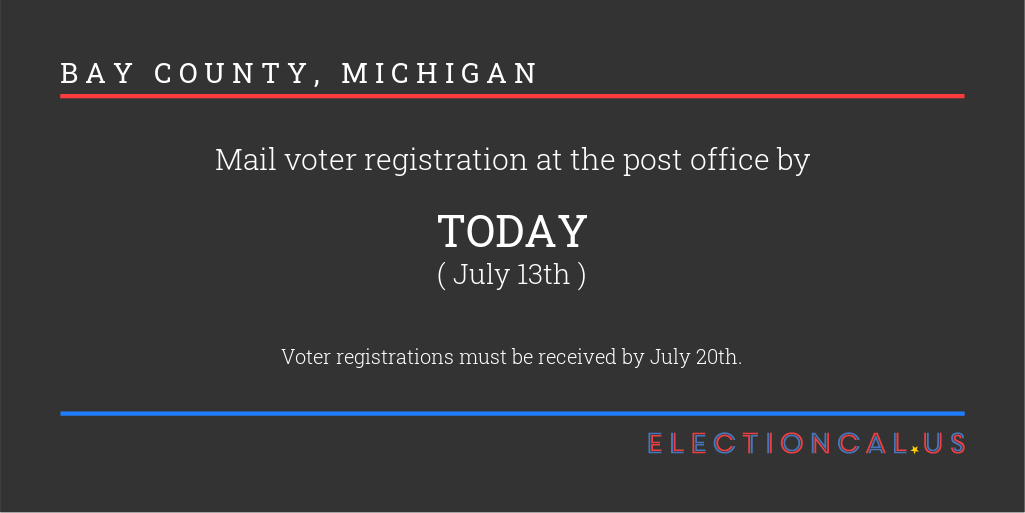 BAY COUNTY, MICHIGAN
Mail voter registration at the post office by
TODAY
( July 13th )
Voter registrations must be received by July 20th.
ELECTIONCAL.US